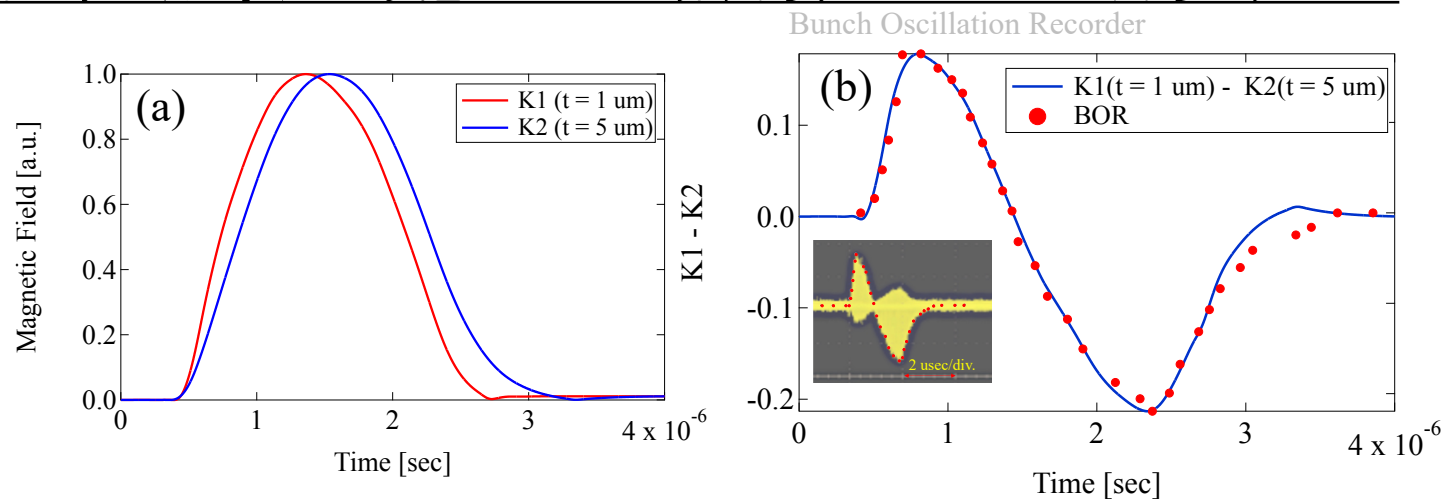 Bunch Oscillation Recorder
(a)
K1 (t = 1 um)
K2 (t = 5 um)
Magnetic Field [a.u.]
1.0
0.8
0.6
0.4
0.2
0.0
0
1
2
3
4 x 10^-6
Time [sec]
(b)
K1(t = 1 um) - K2(t = 5 um)
BOR
K1 - K2
0.1
0.0
-0.1
-0.2
2 usec/div.
0
1
2
3
4 x 10^-6
Time [sec]